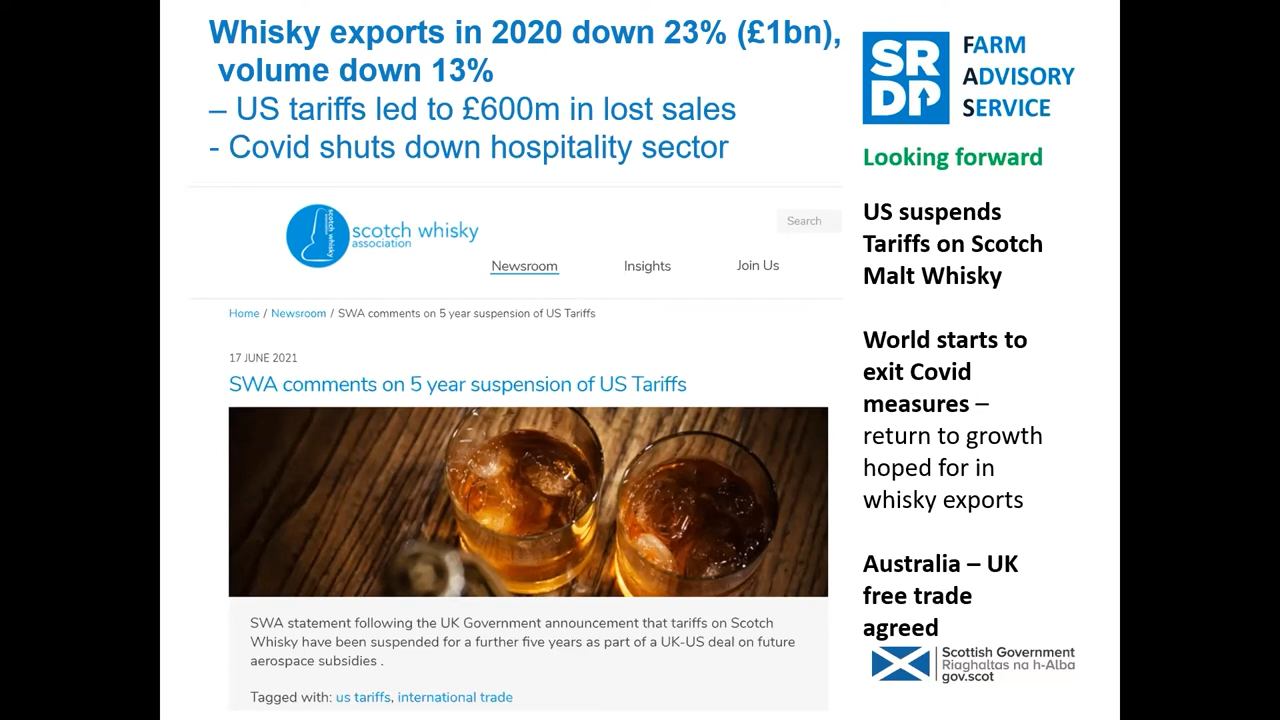 Whisky exports in 2020 down 23% (£1bn),
volume down 13%
– US tariffs led to £600m in lost sales
- Covid shuts down hospitality sector
SR
DP
FARM
ADVISORY
SERVICE
Looking forward
US suspends
Tariffs on Scotch
Malt Whisky
World starts to
exit Covid
measures –
return to growth
hoped for in
whisky exports
Australia – UK
free trade
agreed
Scottish Government
Riaghaltas na h-Alba
gov.scot
scotch whisky
scotch whisky
association
Search
Newsroom
Insights
Join Us
Home / Newsroom / SWA comments on 5 year suspension of US Tariffs
17 JUNE 2021
SWA comments on 5 year suspension of US Tariffs
SWA statement following the UK Government announcement that tariffs on Scotch
Whisky have been suspended for a further five years as part of a UK-US deal on future
aerospace subsidies .
Tagged with: us tariffs, international trade